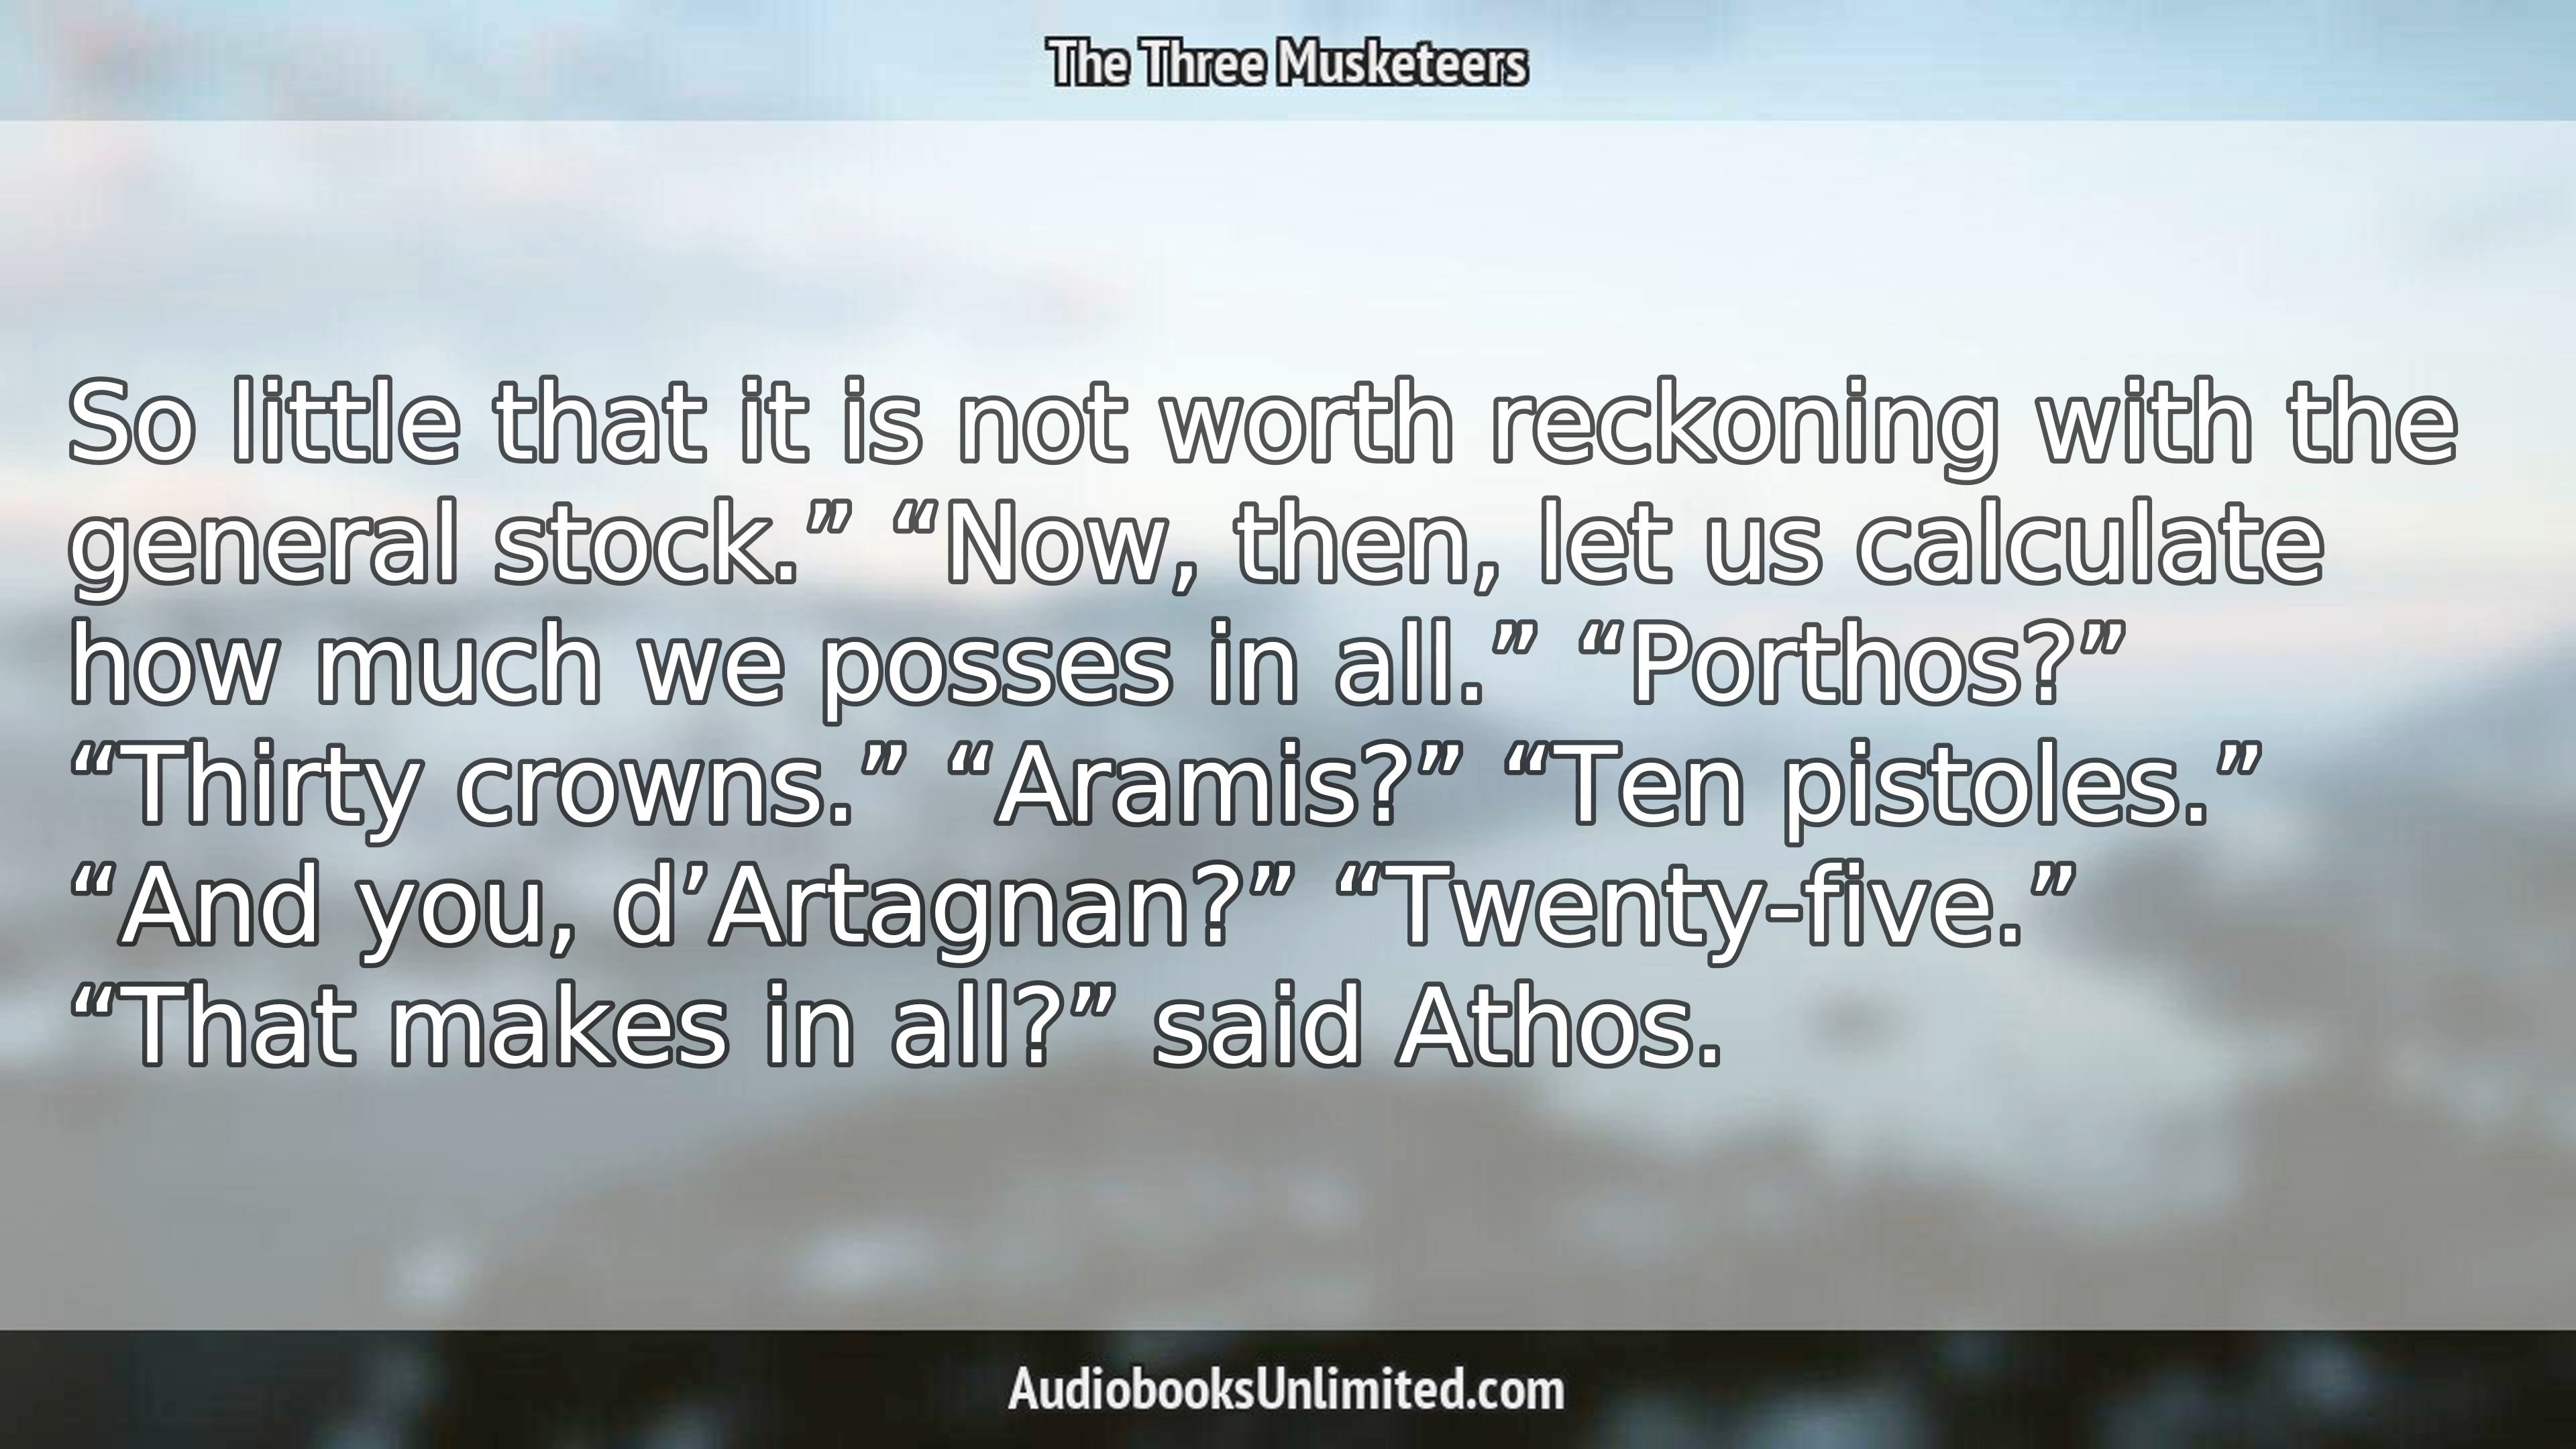 The Three Musketeers
So little that it is not worth reckoning with the
general stock.” “Now, then, let us calculate
how much we posses in all.” “Porthos?”
“Thirty crowns.” “Aramis?” “Ten pistoles.”
“And you, d’Artagnan?” “Twenty-five.”
“That makes in all?” said Athos.
AudiobooksUnlimited.com